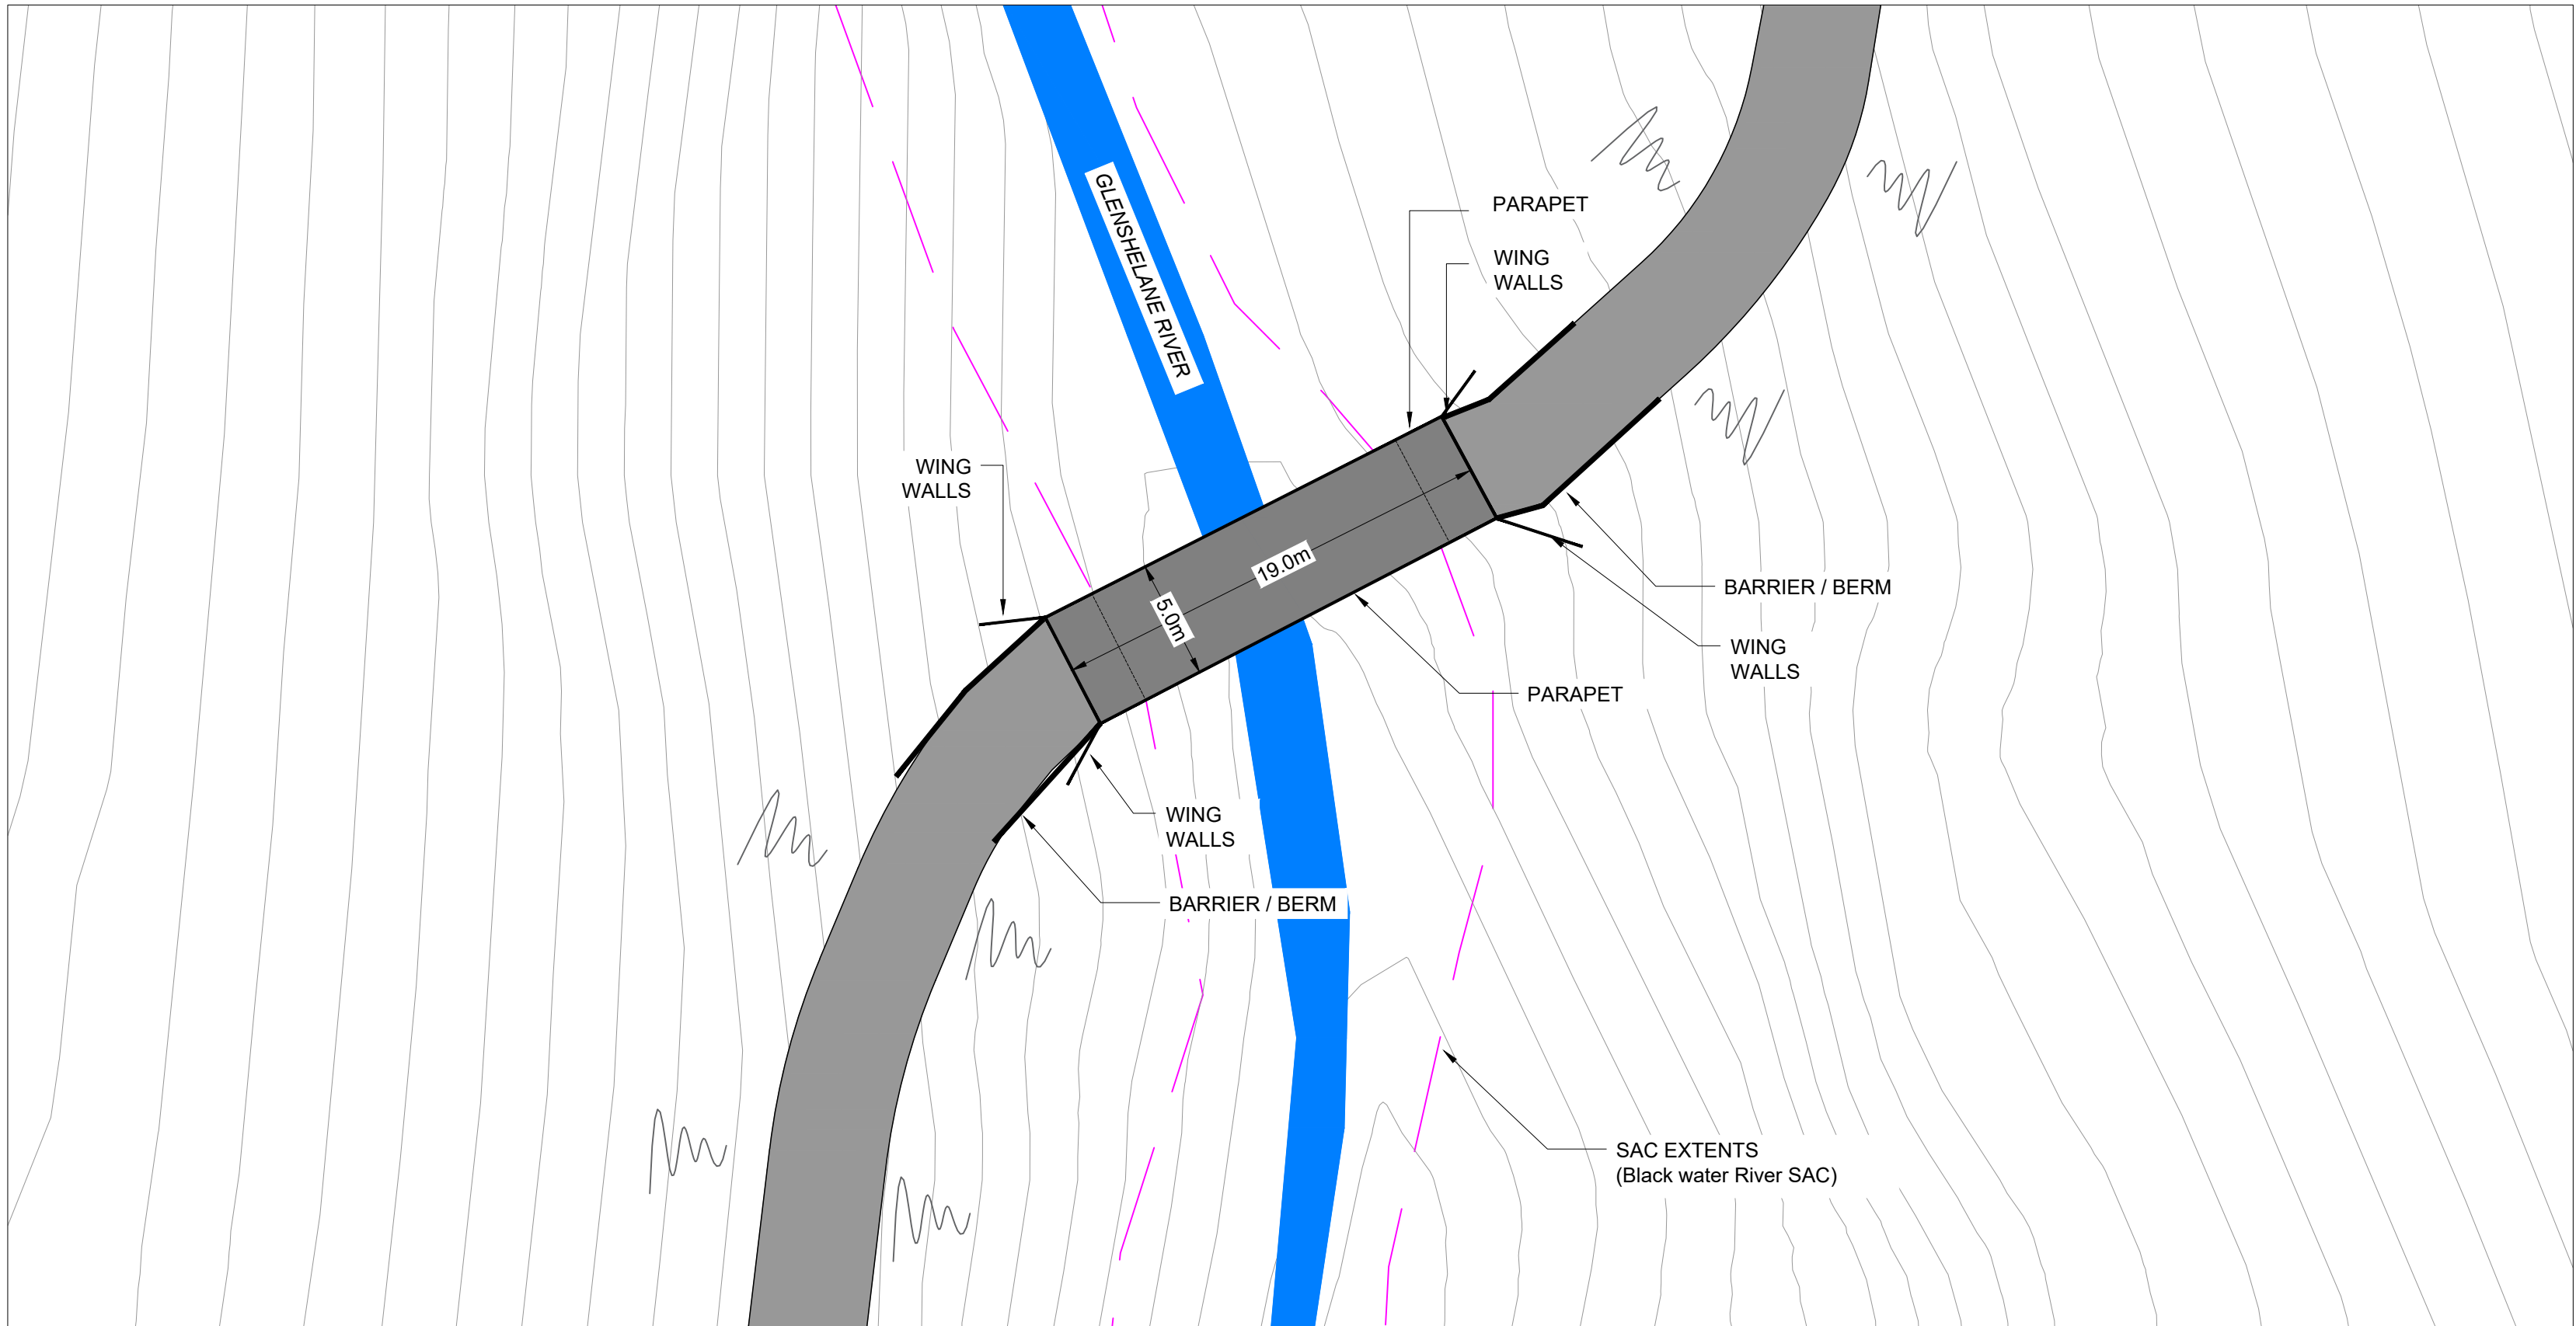 GLENSHELANE RIVER
PARAPET
WING
WALLS
WING
WALLS
19.0m
5.0m
BARRIER / BERM
WING
WALLS
PARAPET
WING
WALLS
BARRIER / BERM
SAC EXTENTS
(Black water River SAC)